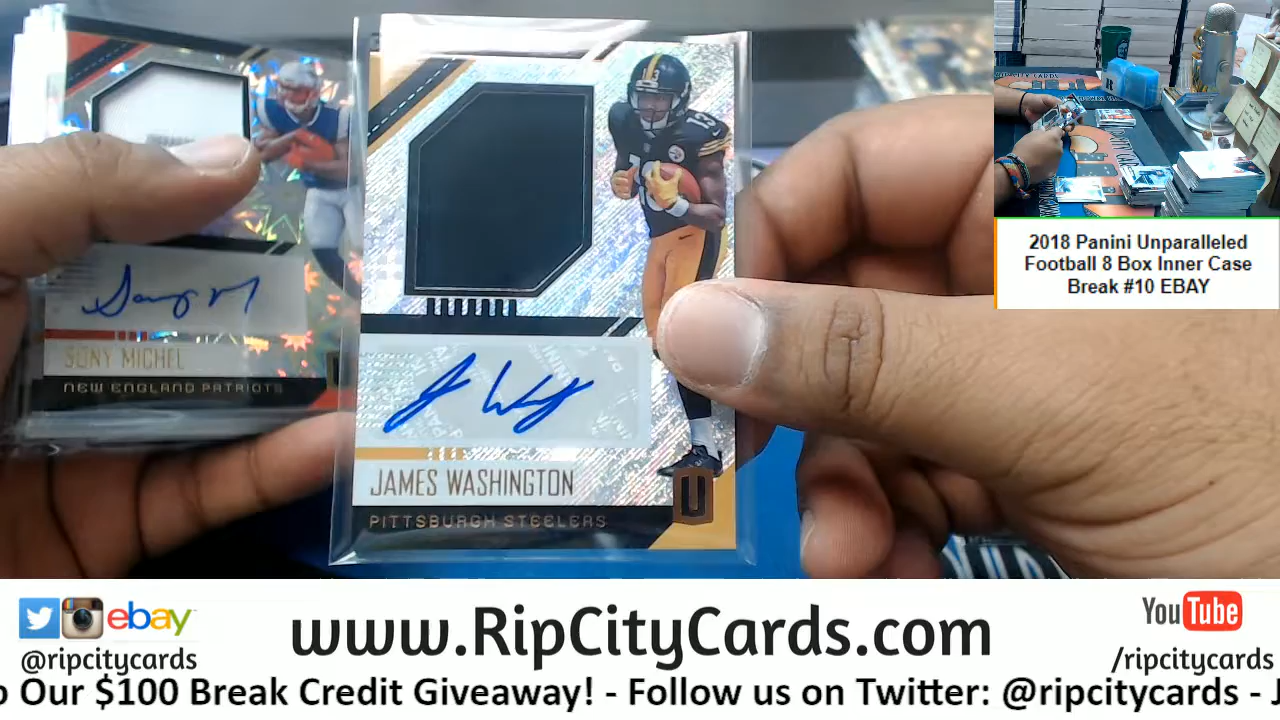 SONY MICHEL
NEW ENGLAND PATRIOTS
13
JAMES WASHINGTON
PITTSBURGH STEELERS
U
2018 Panini Unparalleled
Football 8 Box Inner Case
Break #10 EBAY
ebay
@ripcitycards
www.RipCityCards.com
YouTube
/ripcitycards
Our $100 Break Credit Giveaway! - Follow us on Twitter: @ripcitycards -